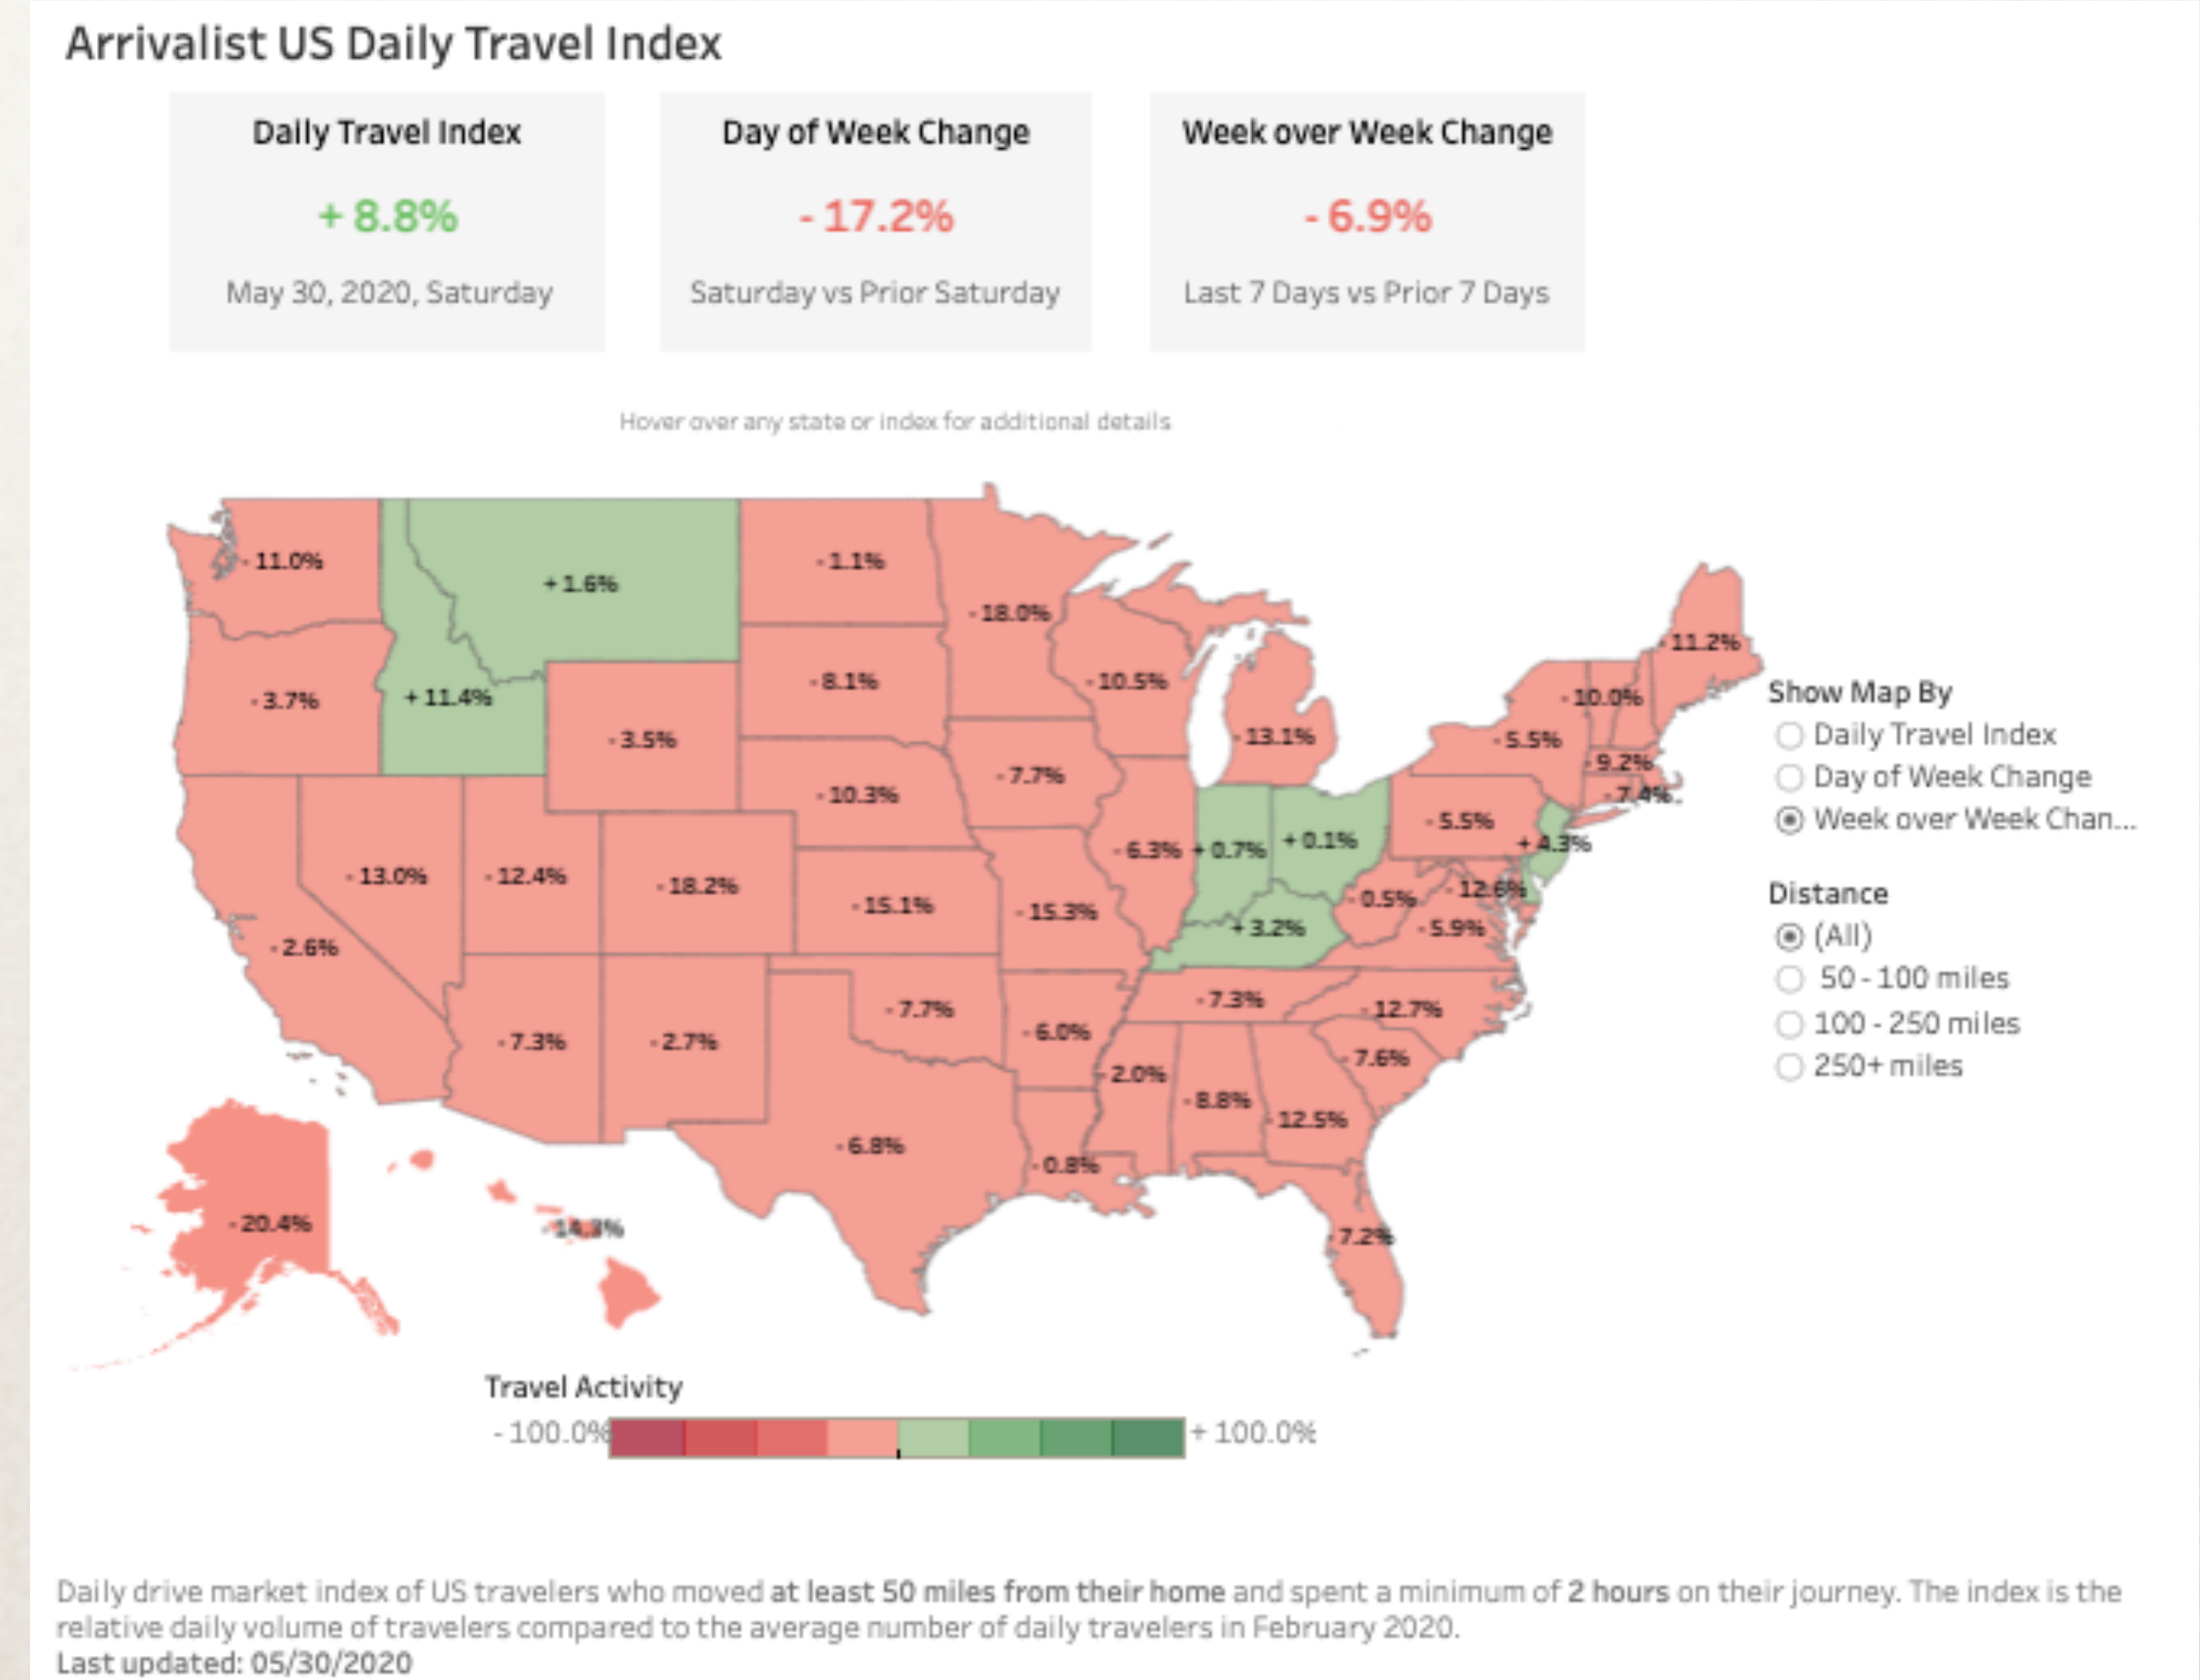 Arrivalist US Daily Travel Index
Daily Travel Index
+ 8.8%
May 30, 2020, Saturday
Day of Week Change
- 17.2%
Saturday vs Prior Saturday
Week over Week Change
- 6.9%
Last 7 Days vs Prior 7 Days
Hover over any state or index for additional details
- 11.0%
+ 1.6%
- 1.1%
- 18.0%
- 11.2%
- 3.7%
+ 11.4%
- 3.5%
- 8.1%
- 10.5%
- 13.1%
- 10.0%
- 5.5%
- 9.2%
- 7.4%
- 10.3%
- 7.7%
- 5.5%
+ 4.3%
- 13.0%
- 12.4%
- 18.2%
- 15.1%
- 15.3%
- 6.3%
+ 0.7%
+ 0.1%
- 0.5%
- 12.6%
- 5.9%
+ 3.2%
- 2.6%
- 7.3%
- 2.7%
- 7.7%
- 6.0%
- 7.3%
- 12.7%
- 7.6%
- 2.0%
- 8.8%
- 12.5%
- 6.8%
- 0.8%
- 7.2%
- 20.4%
Show Map By
Daily Travel Index
Day of Week Change
Week over Week Chan...
Distance
(All)
50 - 100 miles
100 - 250 miles
250+ miles
Travel Activity
- 100.0%
+ 100.0%
Daily drive market index of US travelers who moved at least 50 miles from their home and spent a minimum of 2 hours on their journey. The index is the
relative daily volume of travelers compared to the average number of daily travelers in February 2020.
Last updated: 05/30/2020